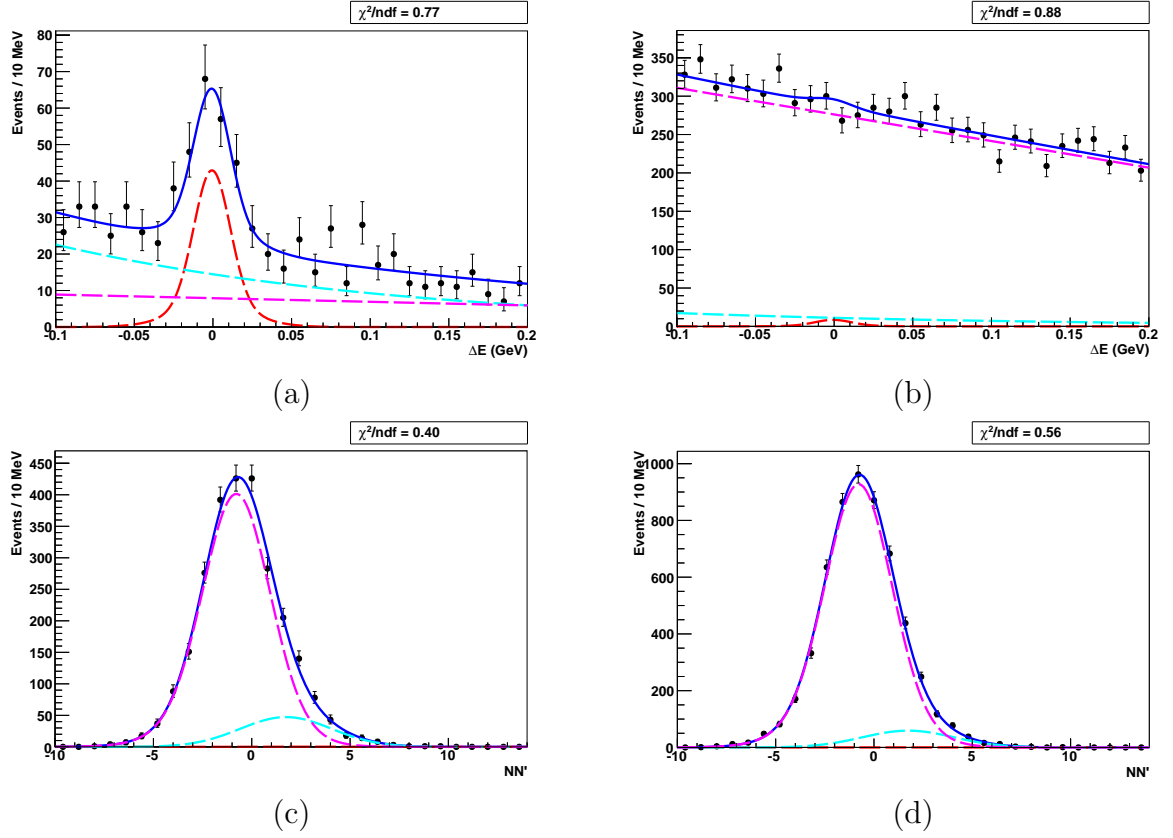 χ²/ndf = 0.77
Events / 10 MeV
80
70
60
50
40
30
20
10
0
-0.1 -0.05 0 0.05 0.1 0.15 0.2
ΔE (GeV)
(a)
χ²/ndf = 0.88
Events / 10 MeV
350
300
250
200
150
100
50
0
-0.1 -0.05 0 0.05 0.1 0.15 0.2
ΔE (GeV)
(b)
χ²/ndf = 0.40
Events / 10 MeV
450
400
350
300
250
200
150
100
50
0
-10 -5 0 5 10
NN'
(c)
χ²/ndf = 0.56
Events / 10 MeV
1000
800
600
400
200
0
-10 -5 0 5 10
NN'
(d)